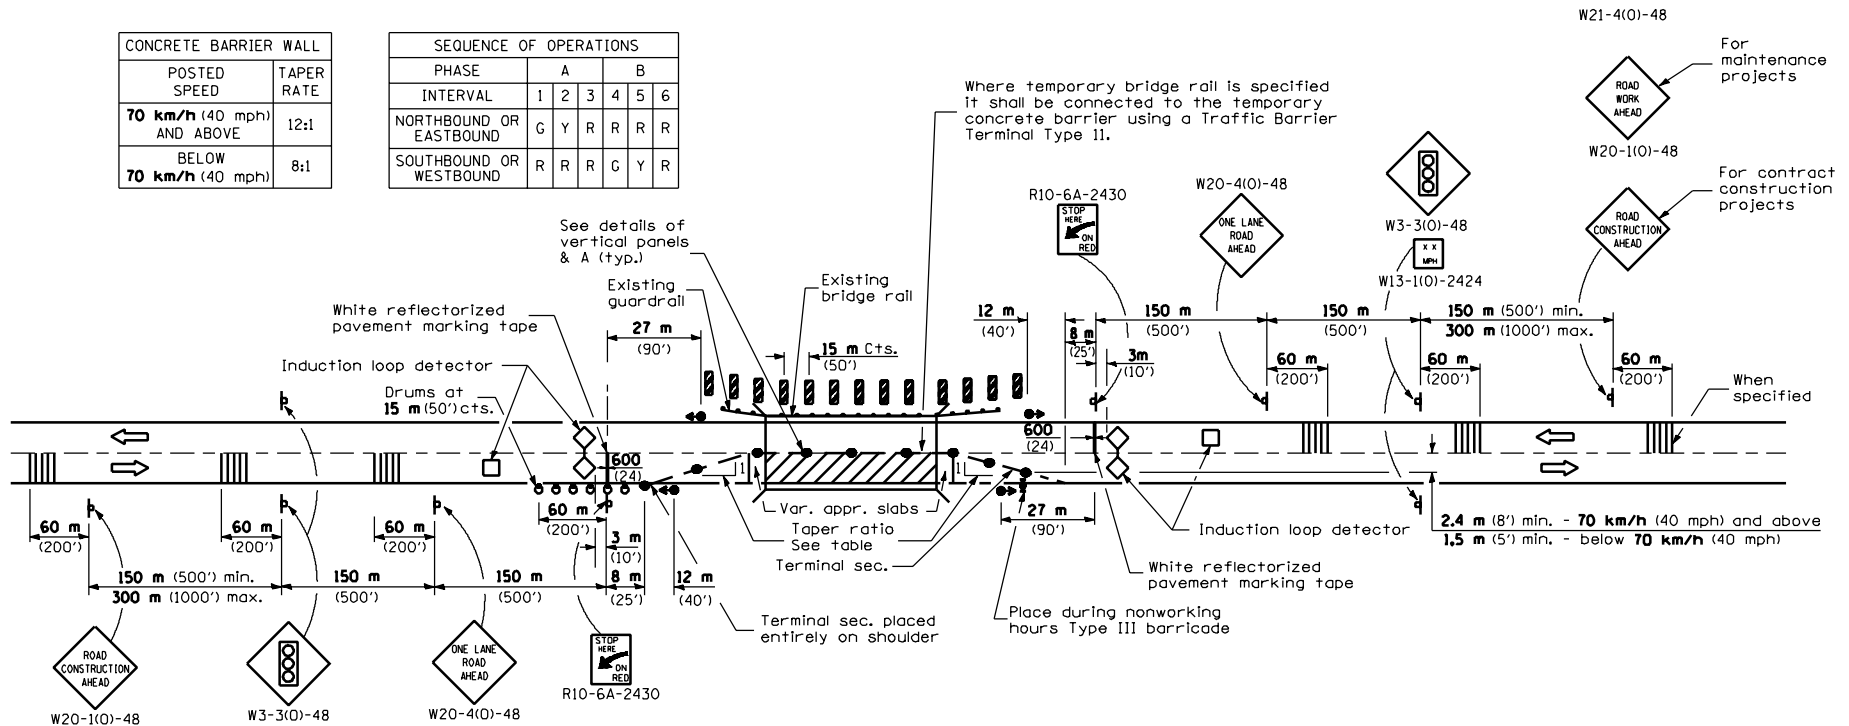 CONCRETE BARRIER WALL
POSTED SPEED
TAPER RATE
70 km/h (40 mph)
AND ABOVE
12:1
BELOW
70 km/h (40 mph)
8:1
SEQUENCE OF OPERATIONS
PHASE A B
INTERVAL 1 2 3 4 5 6
NORTHBOUND OR
EASTBOUND
G Y R R R R
SOUTHBOUND OR
WESTBOUND
R R R G Y R
Where temporary bridge rail is specified
it shall be connected to the temporary
concrete barrier using a Traffic Barrier
Terminal Type 11.
W21-4(O)-48
ROAD
WORK
AHEAD
For
maintenance
projects
W20-1(O)-48
ROAD
CONSTRUCTION
AHEAD
For contract
construction
projects
W3-3(O)-48
X X
MPH
W13-1(O)-2424
W20-4(O)-48
ONE LANE
ROAD
AHEAD
R10-6A-2430
STOP
HERE
ON
RED
See details of
vertical panels
& A (typ.)
Existing
guardrail
Existing
bridge rail
White reflectorized
pavement marking tape
Induction loop detector
Drums at
15 m (50') cts.
27 m
(90')
15 m Cts.
(50')
12 m
(40')
8 m
(25')
3m
(10')
150 m
(500')
150 m
(500')
150 m (500') min.
300 m (1000') max.
60 m
(200')
60 m
(200')
60 m
(200')
When
specified
600
(24)
600
(24)
1
1
Var. appr. slabs
Taper ratio
See table
Terminal sec.
27 m
(90')
Induction loop detector
2.4 m (8') min. - 70 km/h (40 mph) and above
1.5 m (5') min. - below 70 km/h (40 mph)
White reflectorized
pavement marking tape
Place during nonworking
hours Type III barricade
Terminal sec. placed
entirely on shoulder
60 m
(200')
60 m
(200')
60 m
(200')
60 m
(200')
3 m
(10')
150 m (500') min.
300 m (1000') max.
150 m
(500')
150 m
(500')
8 m
(25')
12 m
(40')
ROAD
CONSTRUCTION
AHEAD
W20-1(O)-48
W3-3(O)-48
ONE LANE
ROAD
AHEAD
W20-4(O)-48
STOP
HERE
ON
RED
R10-6A-2430